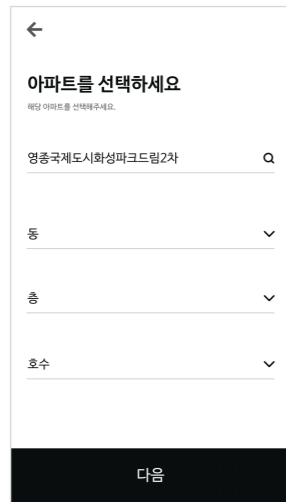 아파트를 선택하세요
해당 아파트를 선택해주세요.
영종국제도시화성파크드림2차
동
층
호수
다음